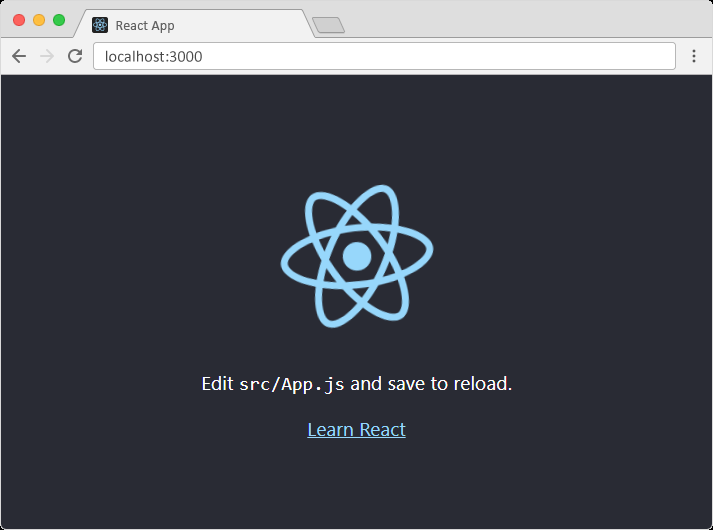 React App
localhost:3000
Edit src/App.js and save to reload.
Learn React